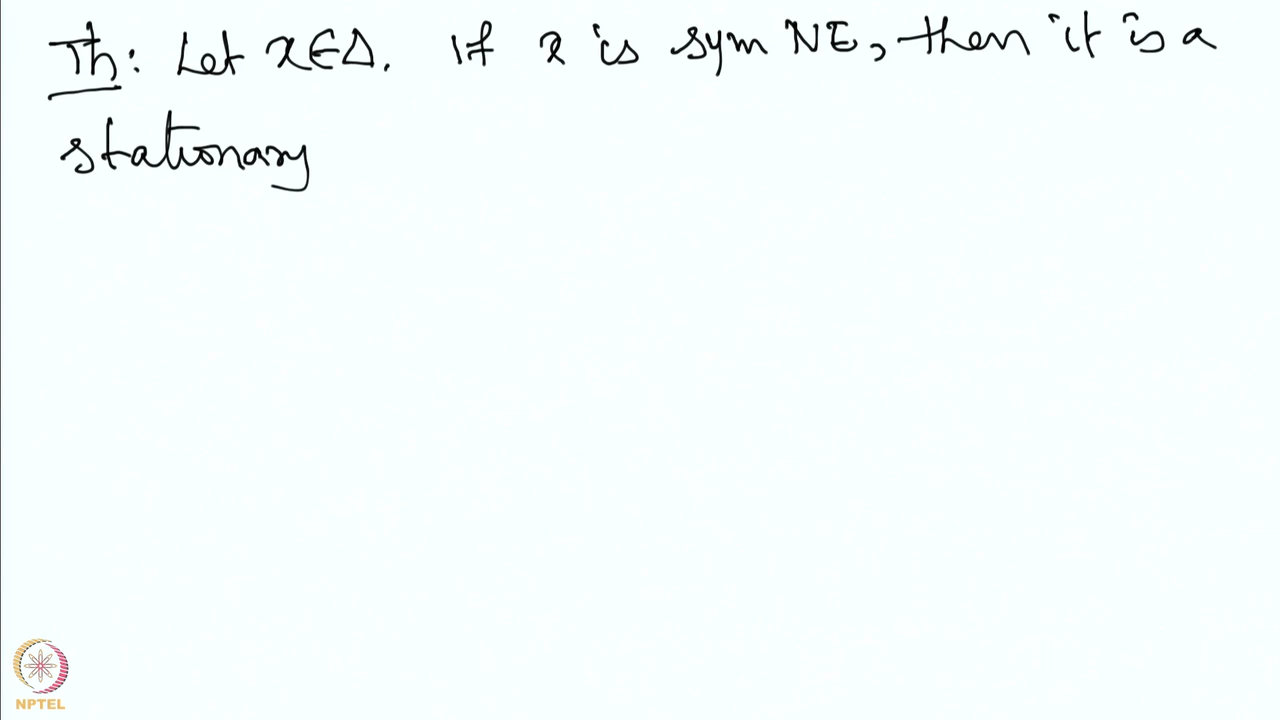 Th: Let x∈Δ. If x is sym NE, then it is a
stationary
NPTEL